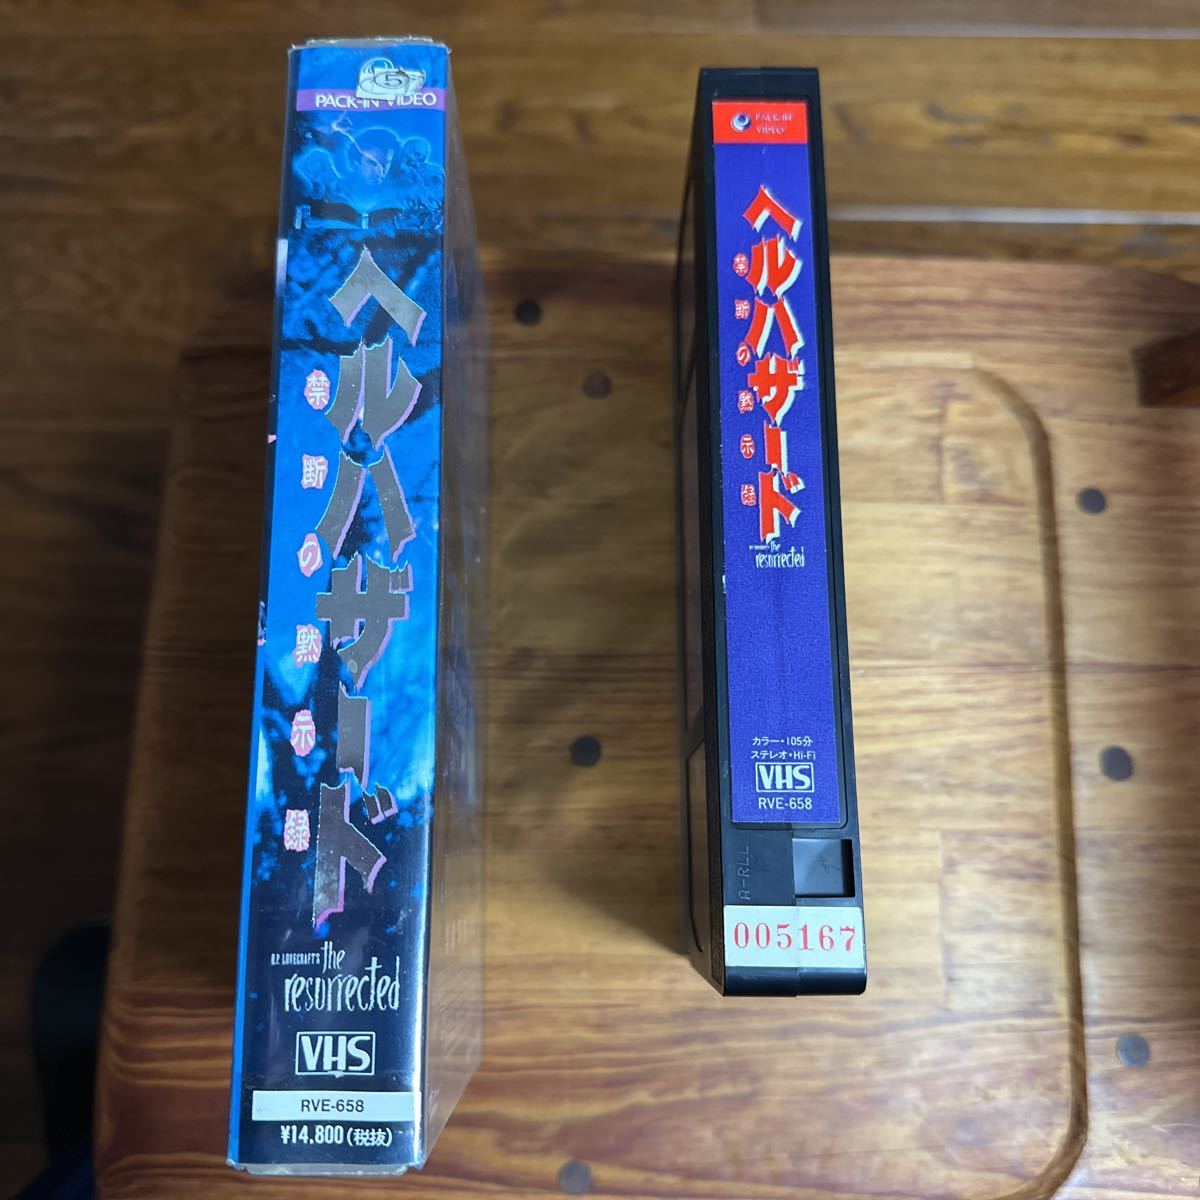 5
PACK-IN VIDEO
ヘルハザード
禁断の黙示録
H.P. LOVECRAFT'S the
resurrected
VHS
RVE-658
¥14,800(税抜)
PACK-IN
VIDEO
ヘルハザード
禁断の黙示録
the
resurrected
カラー・105分
ステレオ・Hi-Fi
VHS
RVE-658
A-RLL
005167